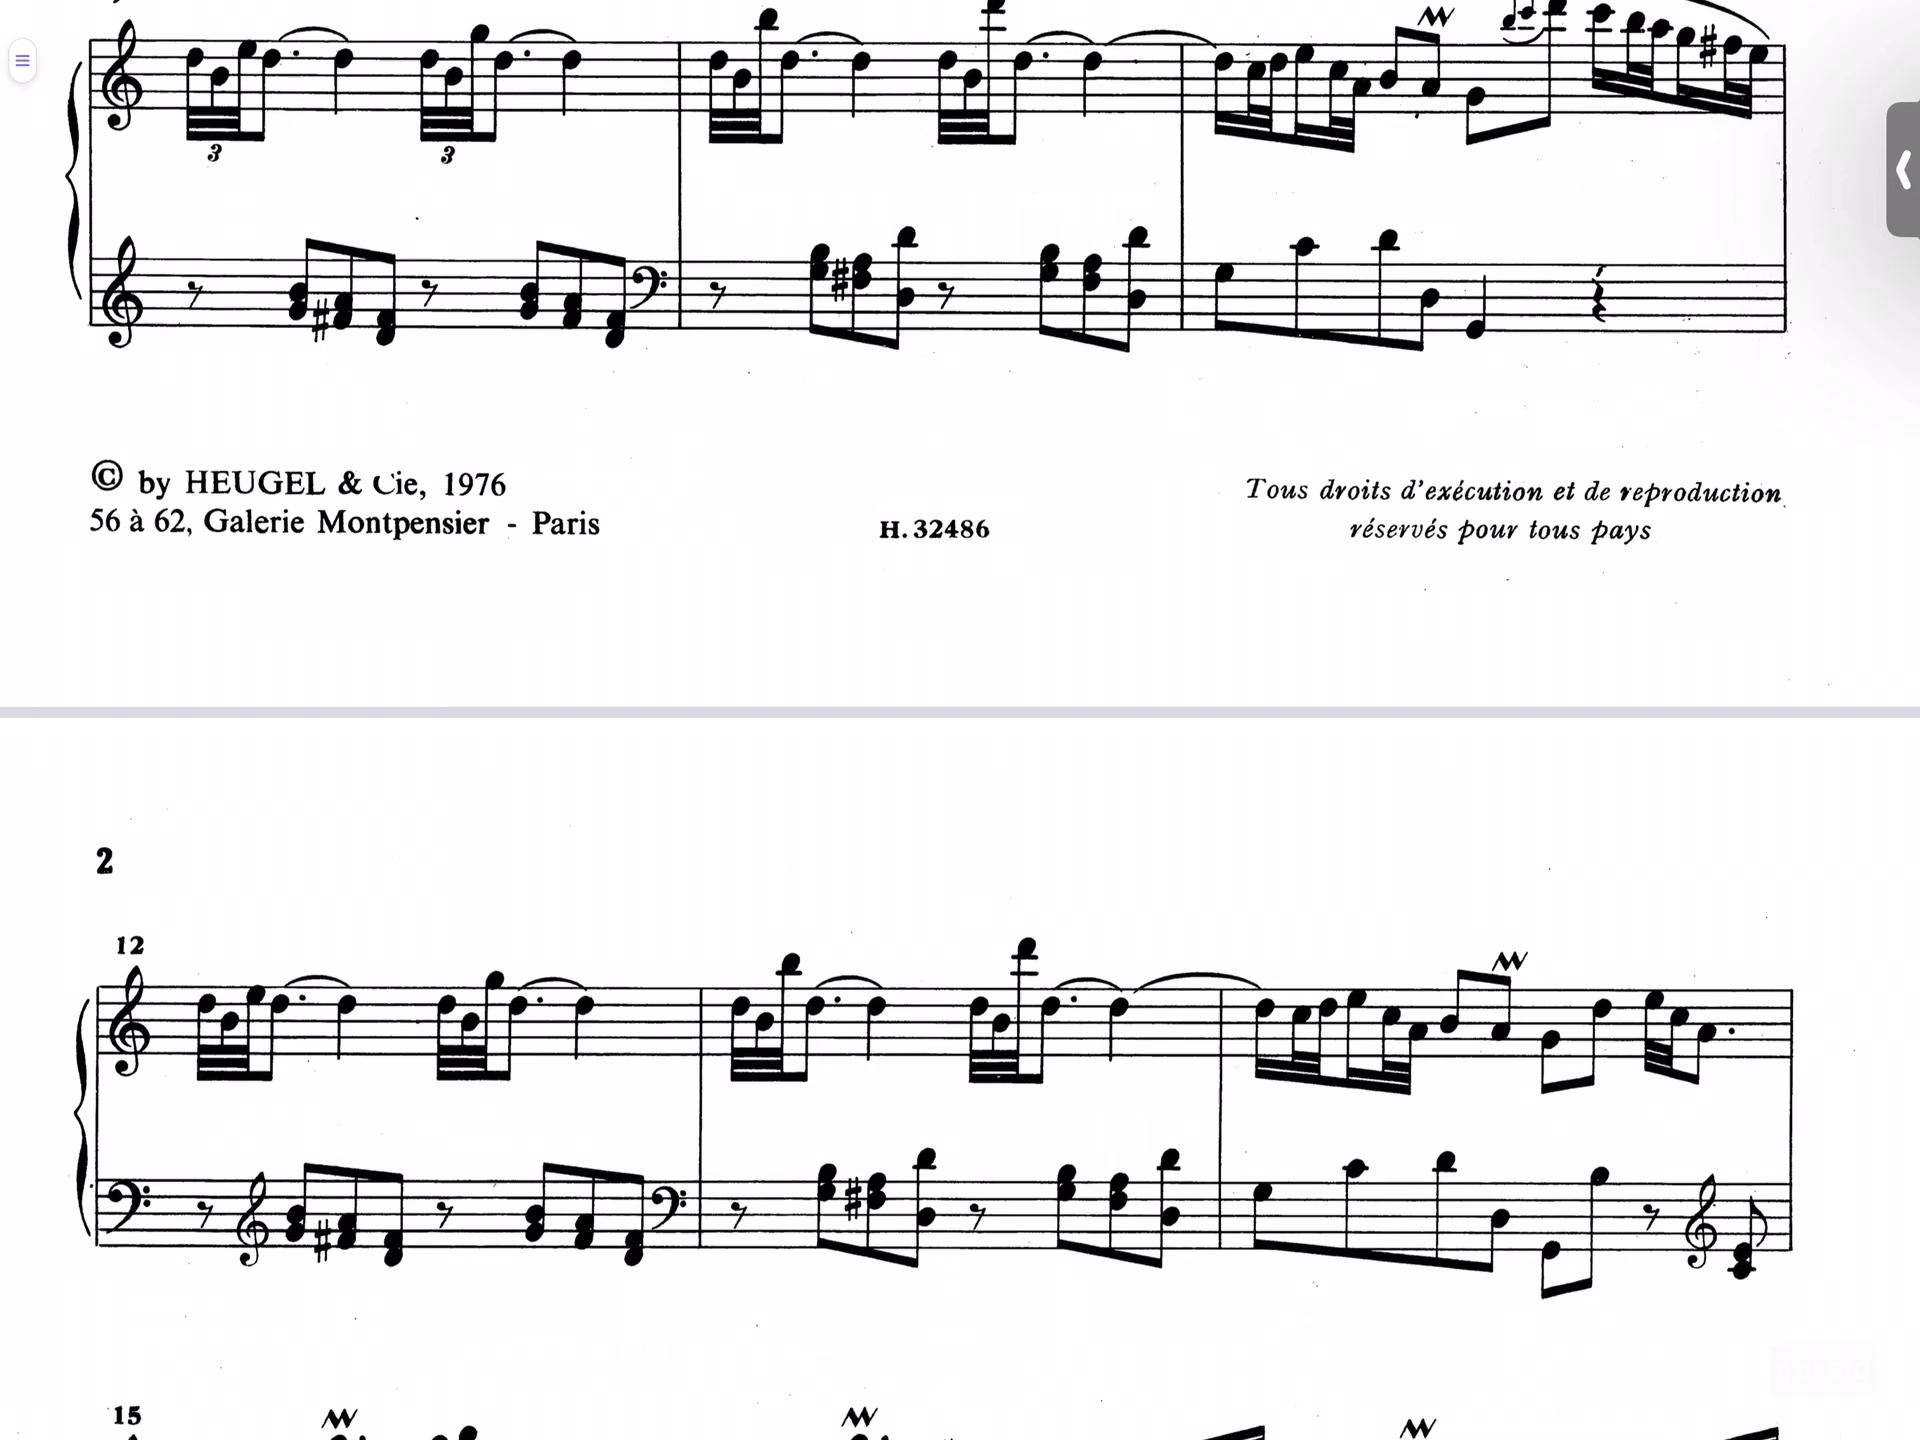 3
3
© by HEUGEL & Cie, 1976
56 à 62, Galerie Montpensier - Paris
H. 32486
Tous droits d'exécution et de reproduction
réservés pour tous pays
2
12
15